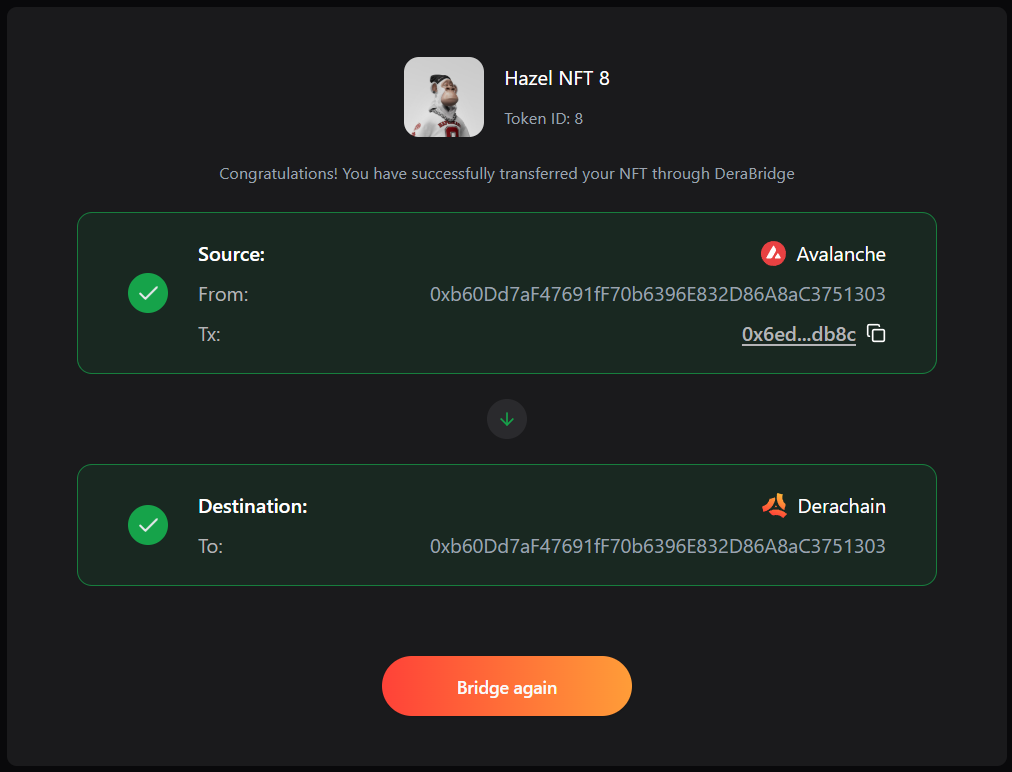 Hazel NFT 8
Token ID: 8
Congratulations! You have successfully transferred your NFT through DeraBridge
Source: Avalanche
From: 0xb60Dd7aF47691fF70b6396E832D86A8aC3751303
Tx: 0x6ed...db8c
Destination: Derachain
To: 0xb60Dd7aF47691fF70b6396E832D86A8aC3751303
Bridge again